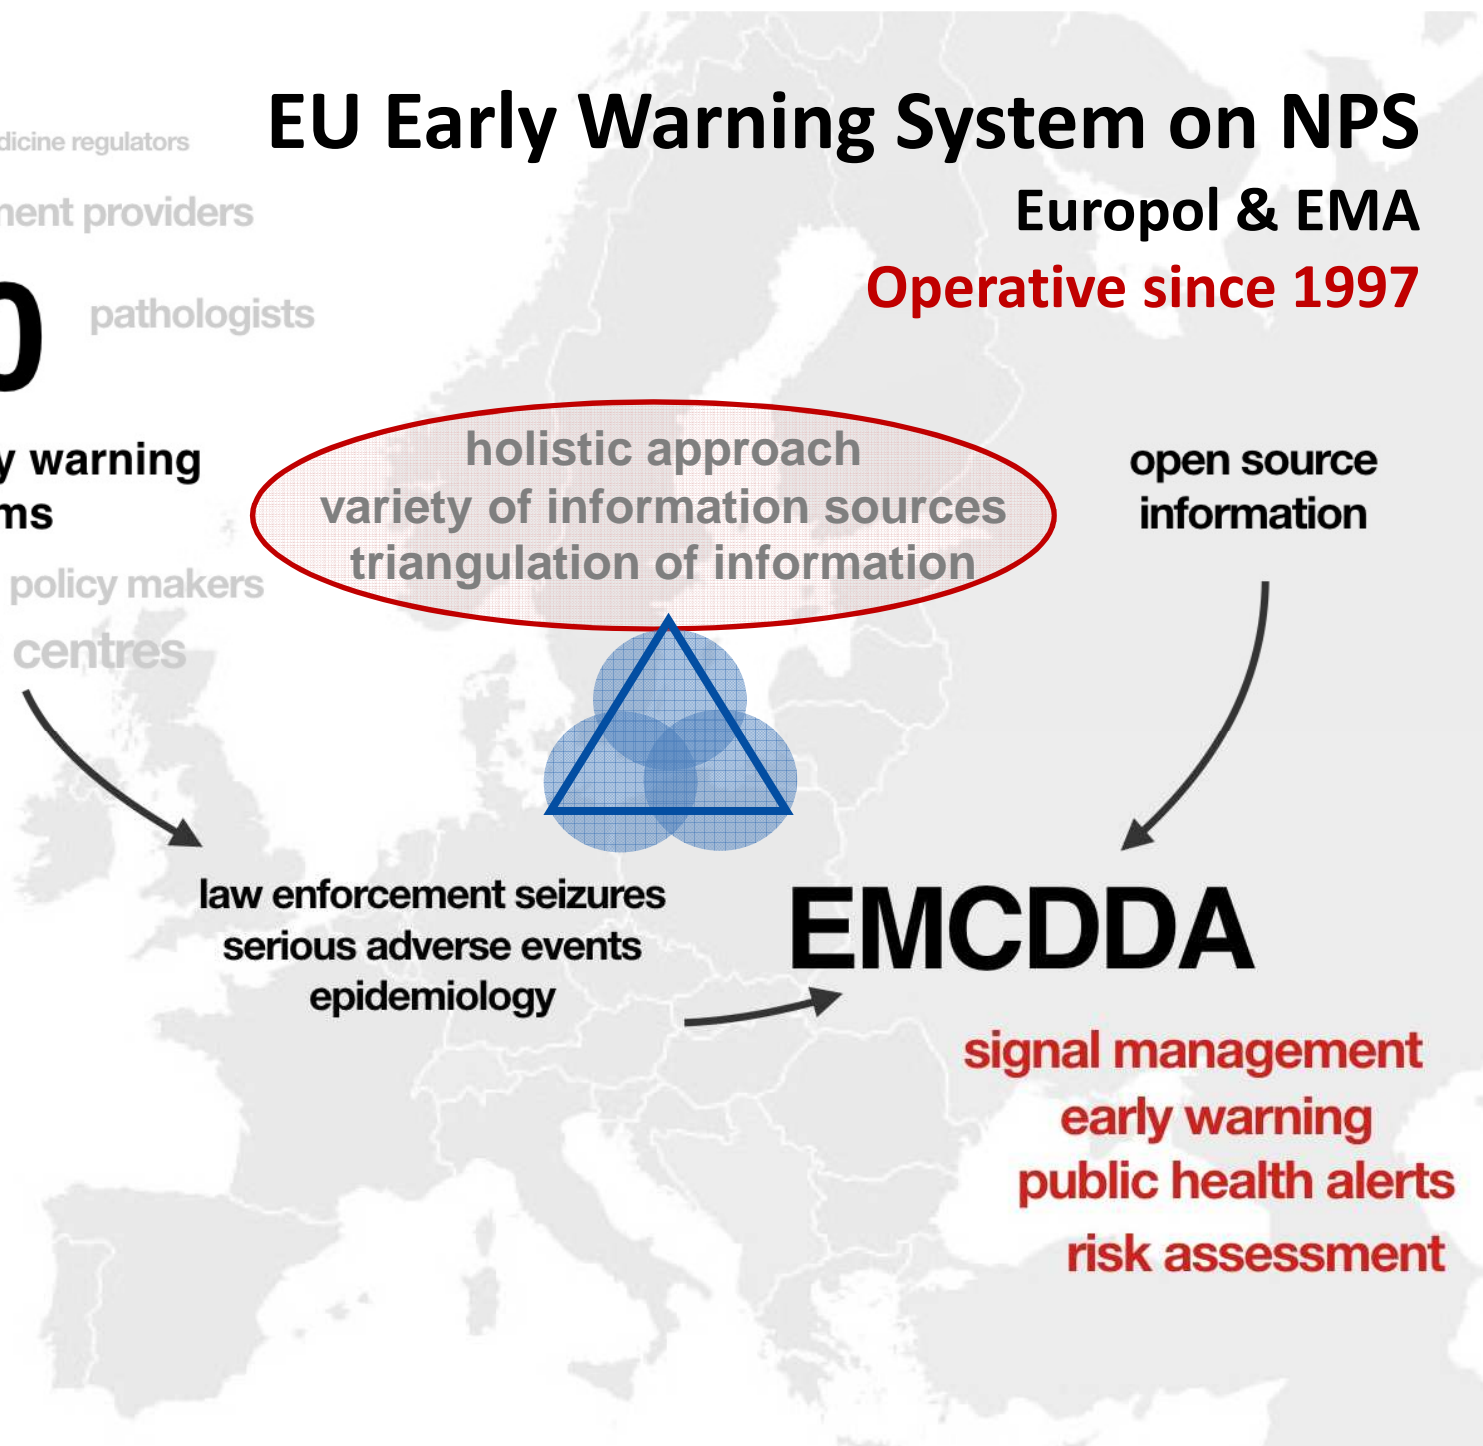 EU Early Warning System on NPS
dicine regulators
Europol & EMA
ment providers
Operative since 1997
0
pathologists
y warning
ms
holistic approach
variety of information sources
triangulation of information
open source
information
policy makers
centres
law enforcement seizures
serious adverse events
epidemiology
EMCDDA
signal management
early warning
public health alerts
risk assessment